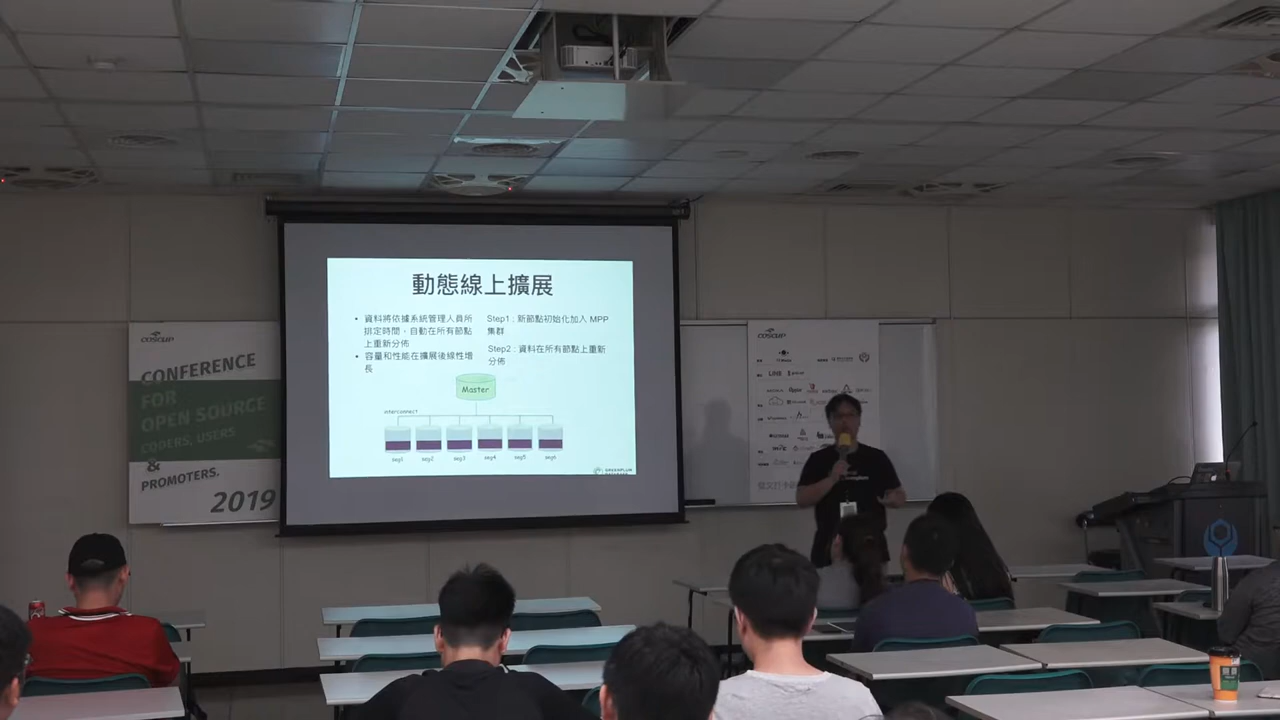 動態線上擴展
• 資料將依據系統管理人員所
排定時間，自動在所有節點
上重新分佈
• 容量和性能在擴展後線性增
長
Step1 : 新節點初始化加入 MPP
集群
Step2 : 資料在所有節點上重新
分佈
Master
interconnect
seg1 seg2 seg3 seg4 seg5 seg6
GREENPLUM
COSCUP
CONFERENCE
FOR
OPEN SOURCE
CODERS, USERS
&
PROMOTERS.
2019
COSCUP
LINE